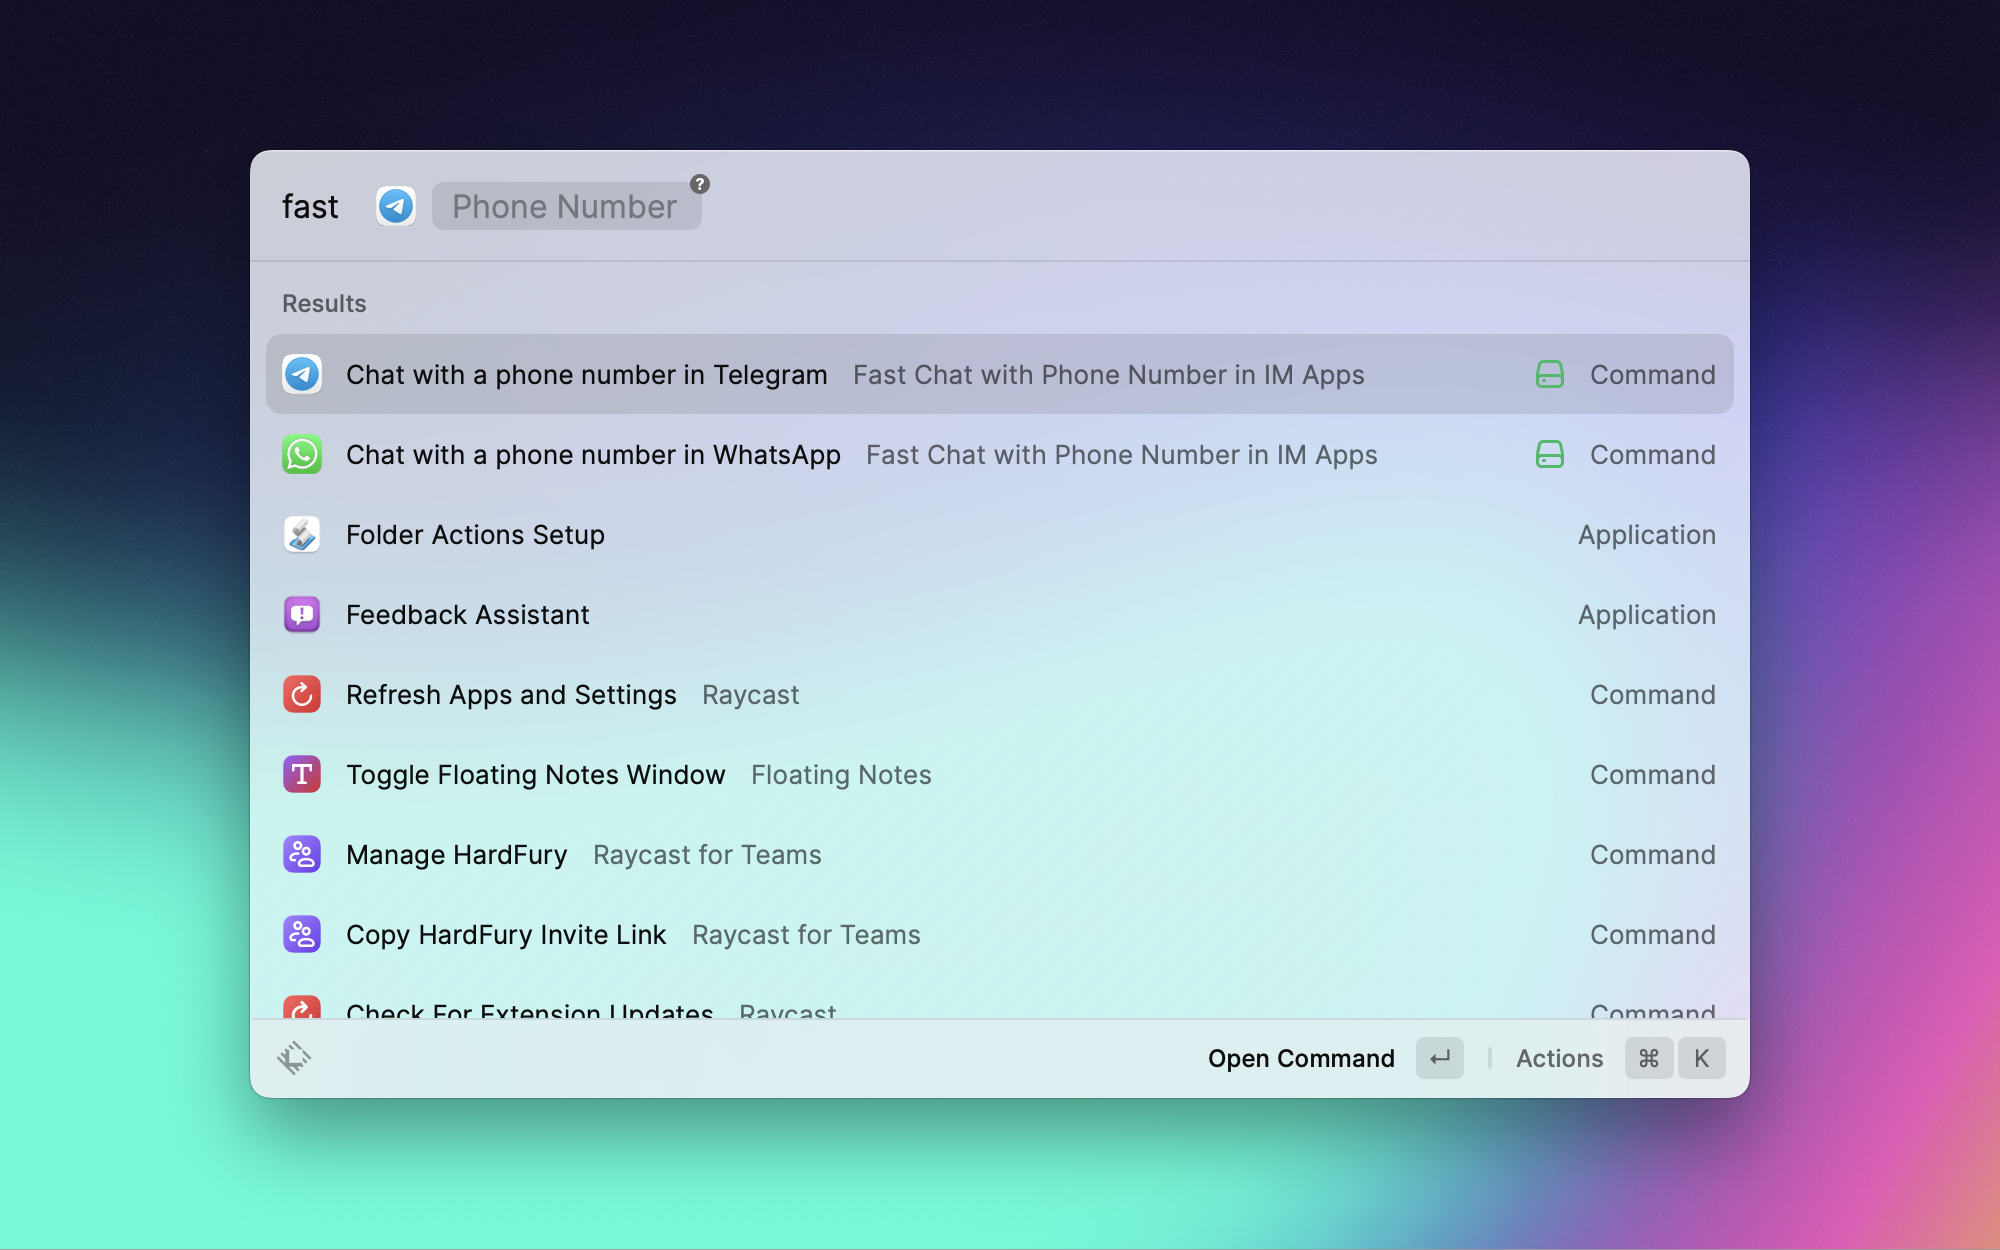 fast Phone Number ?
Results
Chat with a phone number in Telegram Fast Chat with Phone Number in IM Apps Command
Chat with a phone number in WhatsApp Fast Chat with Phone Number in IM Apps Command
Folder Actions Setup Application
Feedback Assistant Application
Refresh Apps and Settings Raycast Command
T Toggle Floating Notes Window Floating Notes Command
Manage HardFury Raycast for Teams Command
Copy HardFury Invite Link Raycast for Teams Command
Check For Extension Updates Raycast Command
Open Command ↵ Actions ⌘ K